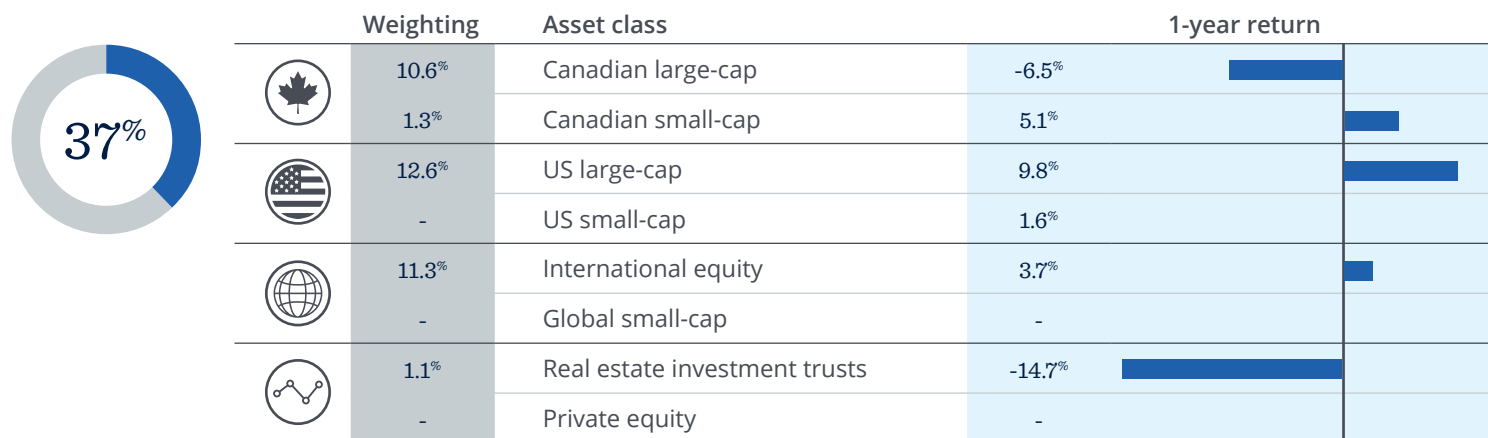 Weighting Asset class 1-year return
37%
10.6% Canadian large-cap -6.5%
1.3% Canadian small-cap 5.1%
12.6% US large-cap 9.8%
- US small-cap 1.6%
11.3% International equity 3.7%
- Global small-cap -
1.1% Real estate investment trusts -14.7%
- Private equity -